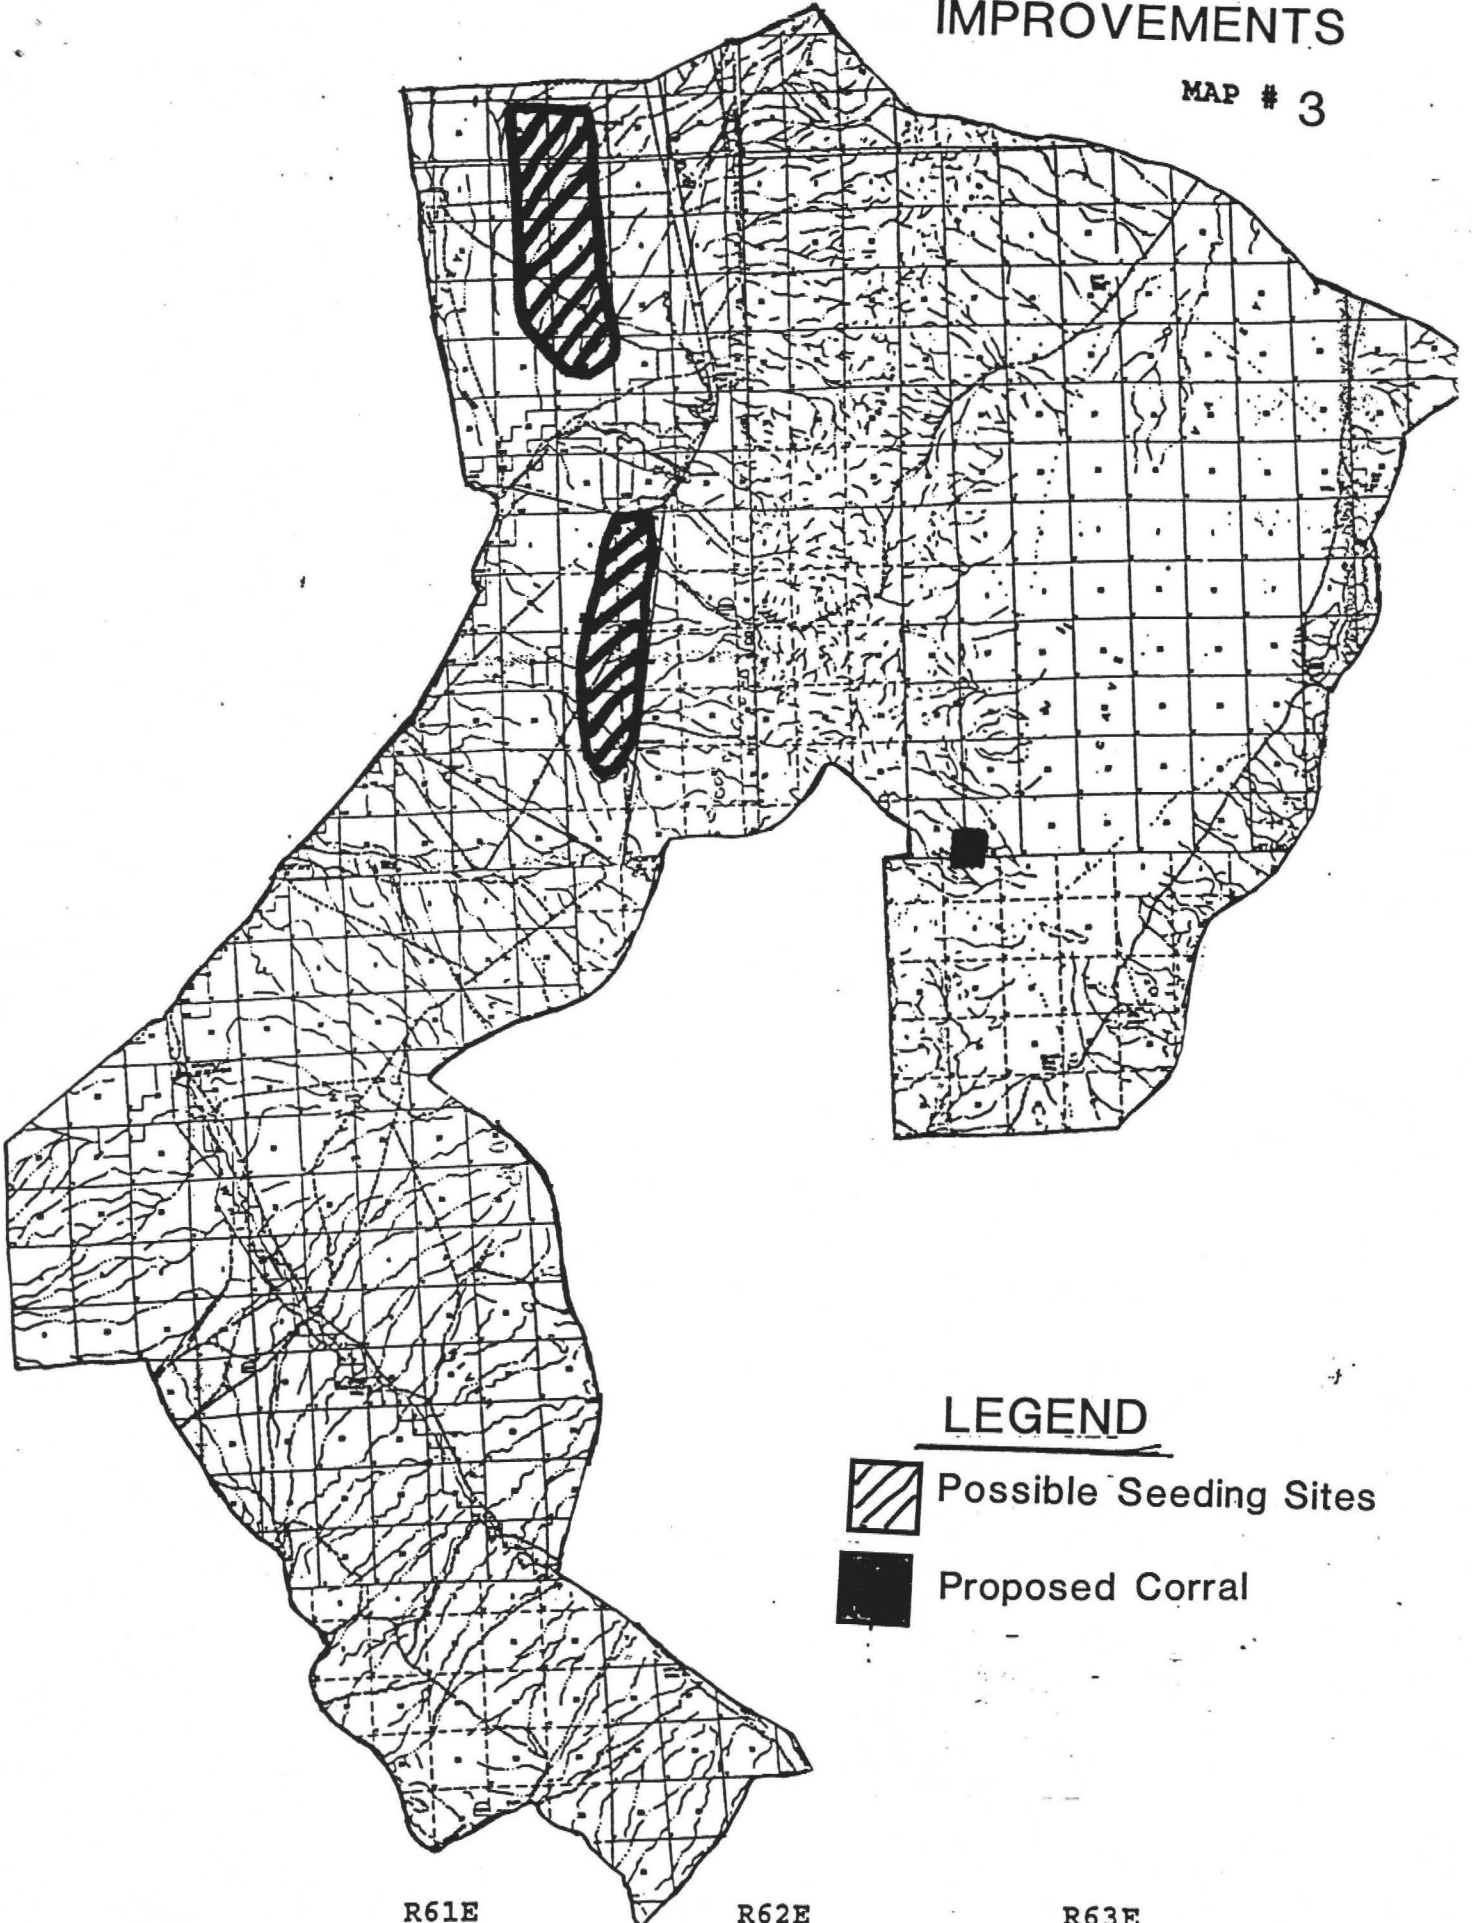 IMPROVEMENTS
MAP # 3
LEGEND
Possible Seeding Sites
Proposed Corral
R61E R62E R63E